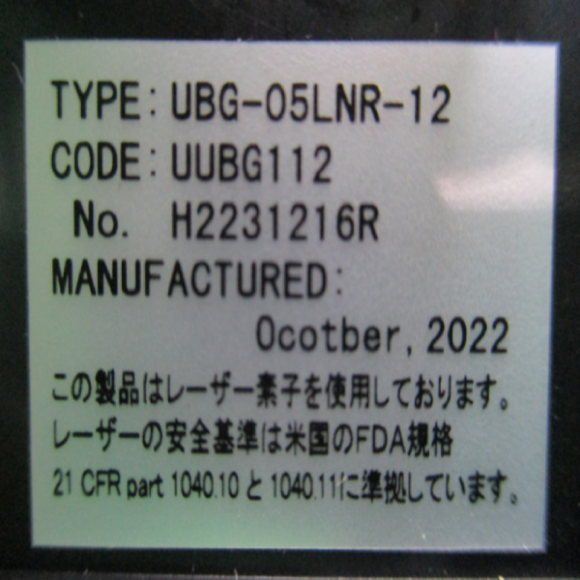 TYPE: UBG-05LNR-12
CODE: UUBG112
No. H2231216R
MANUFACTURED:
Ocotber, 2022
この製品はレーザー素子を使用しております。
レーザーの安全基準は米国のFDA規格
21 CFR part 1040.10 と 1040.11に準拠しています。